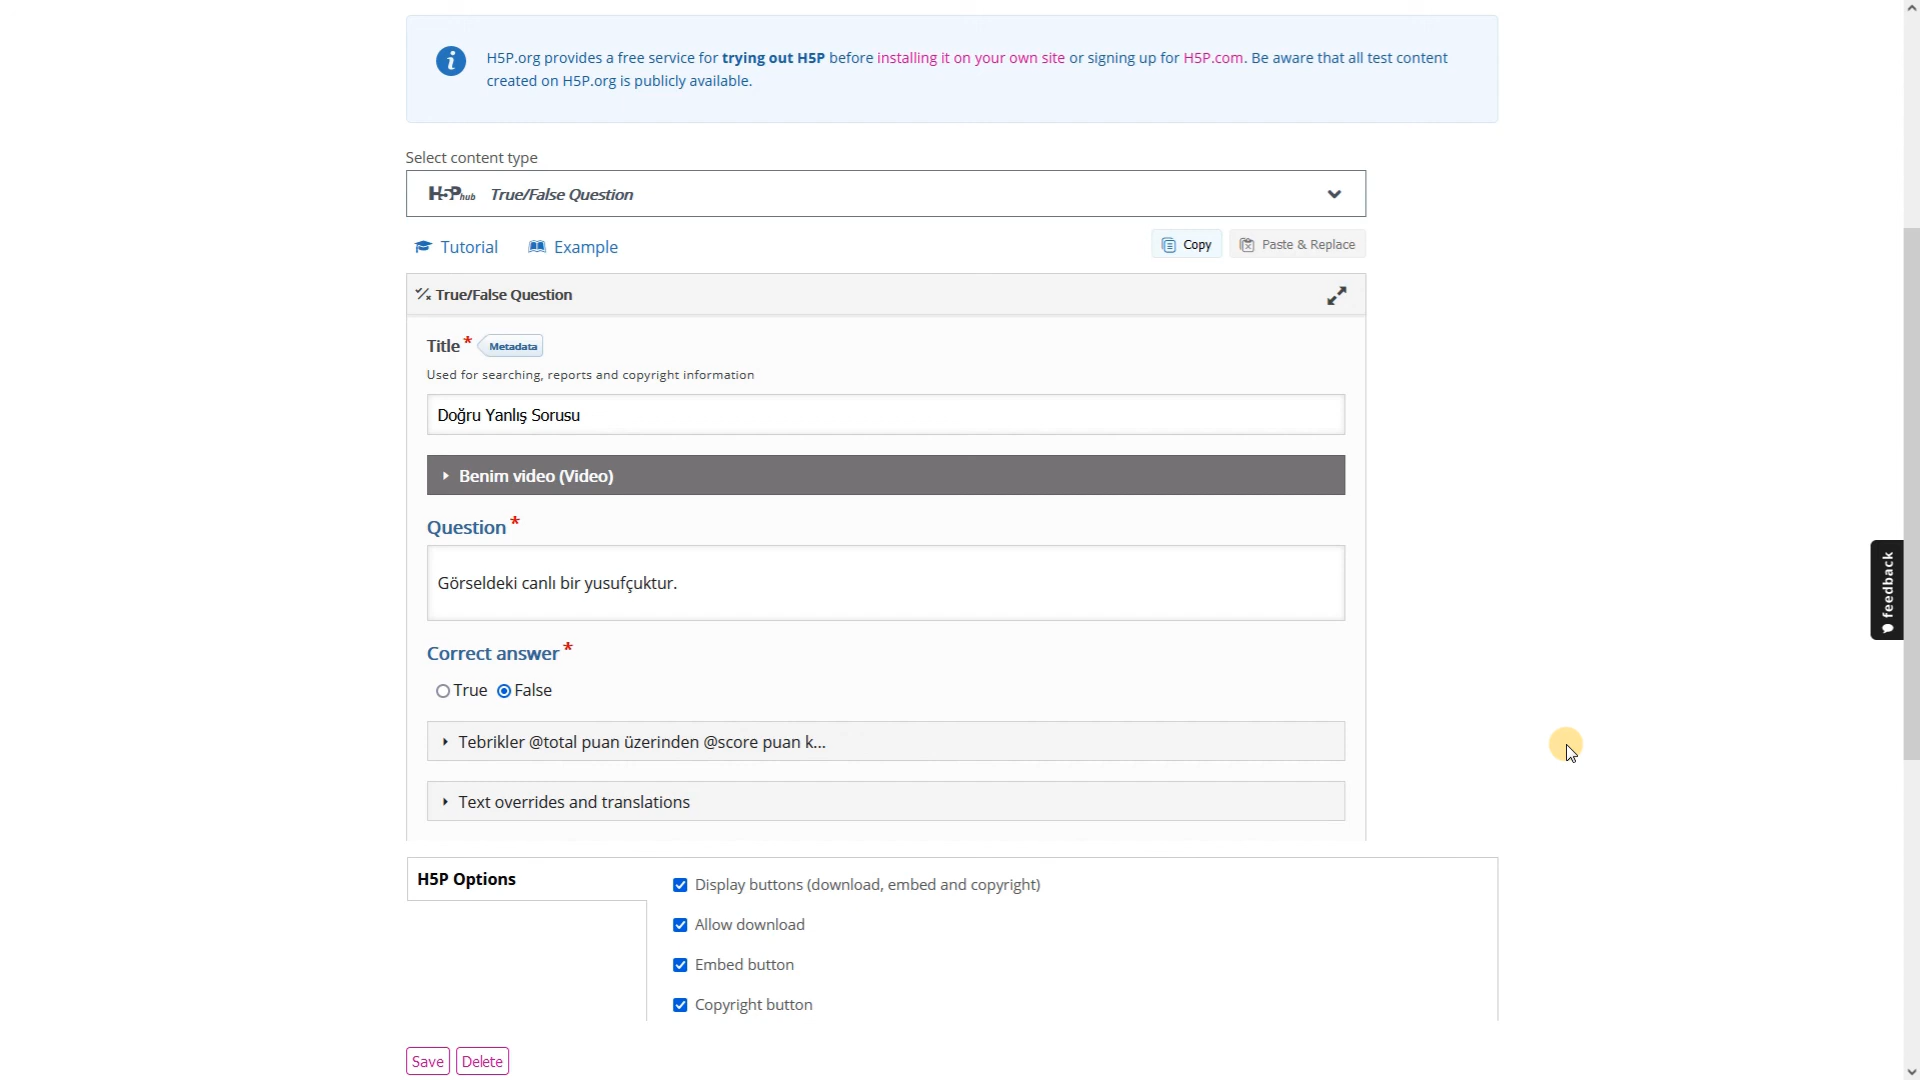 H5P.org provides a free service for trying out H5P before installing it on your own site or signing up for H5P.com. Be aware that all test content
created on H5P.org is publicly available.
Select content type
H5Phub True/False Question
Tutorial Example Copy Paste & Replace
True/False Question
Title * Metadata
Used for searching, reports and copyright information
Doğru Yanlış Sorusu
Benim video (Video)
Question *
Görseldeki canlı bir yusufçuktur.
feedback
Correct answer *
True False
Tebrikler @total puan üzerinden @score puan k...
Text overrides and translations
H5P Options
Display buttons (download, embed and copyright)
Allow download
Embed button
Copyright button
Save Delete